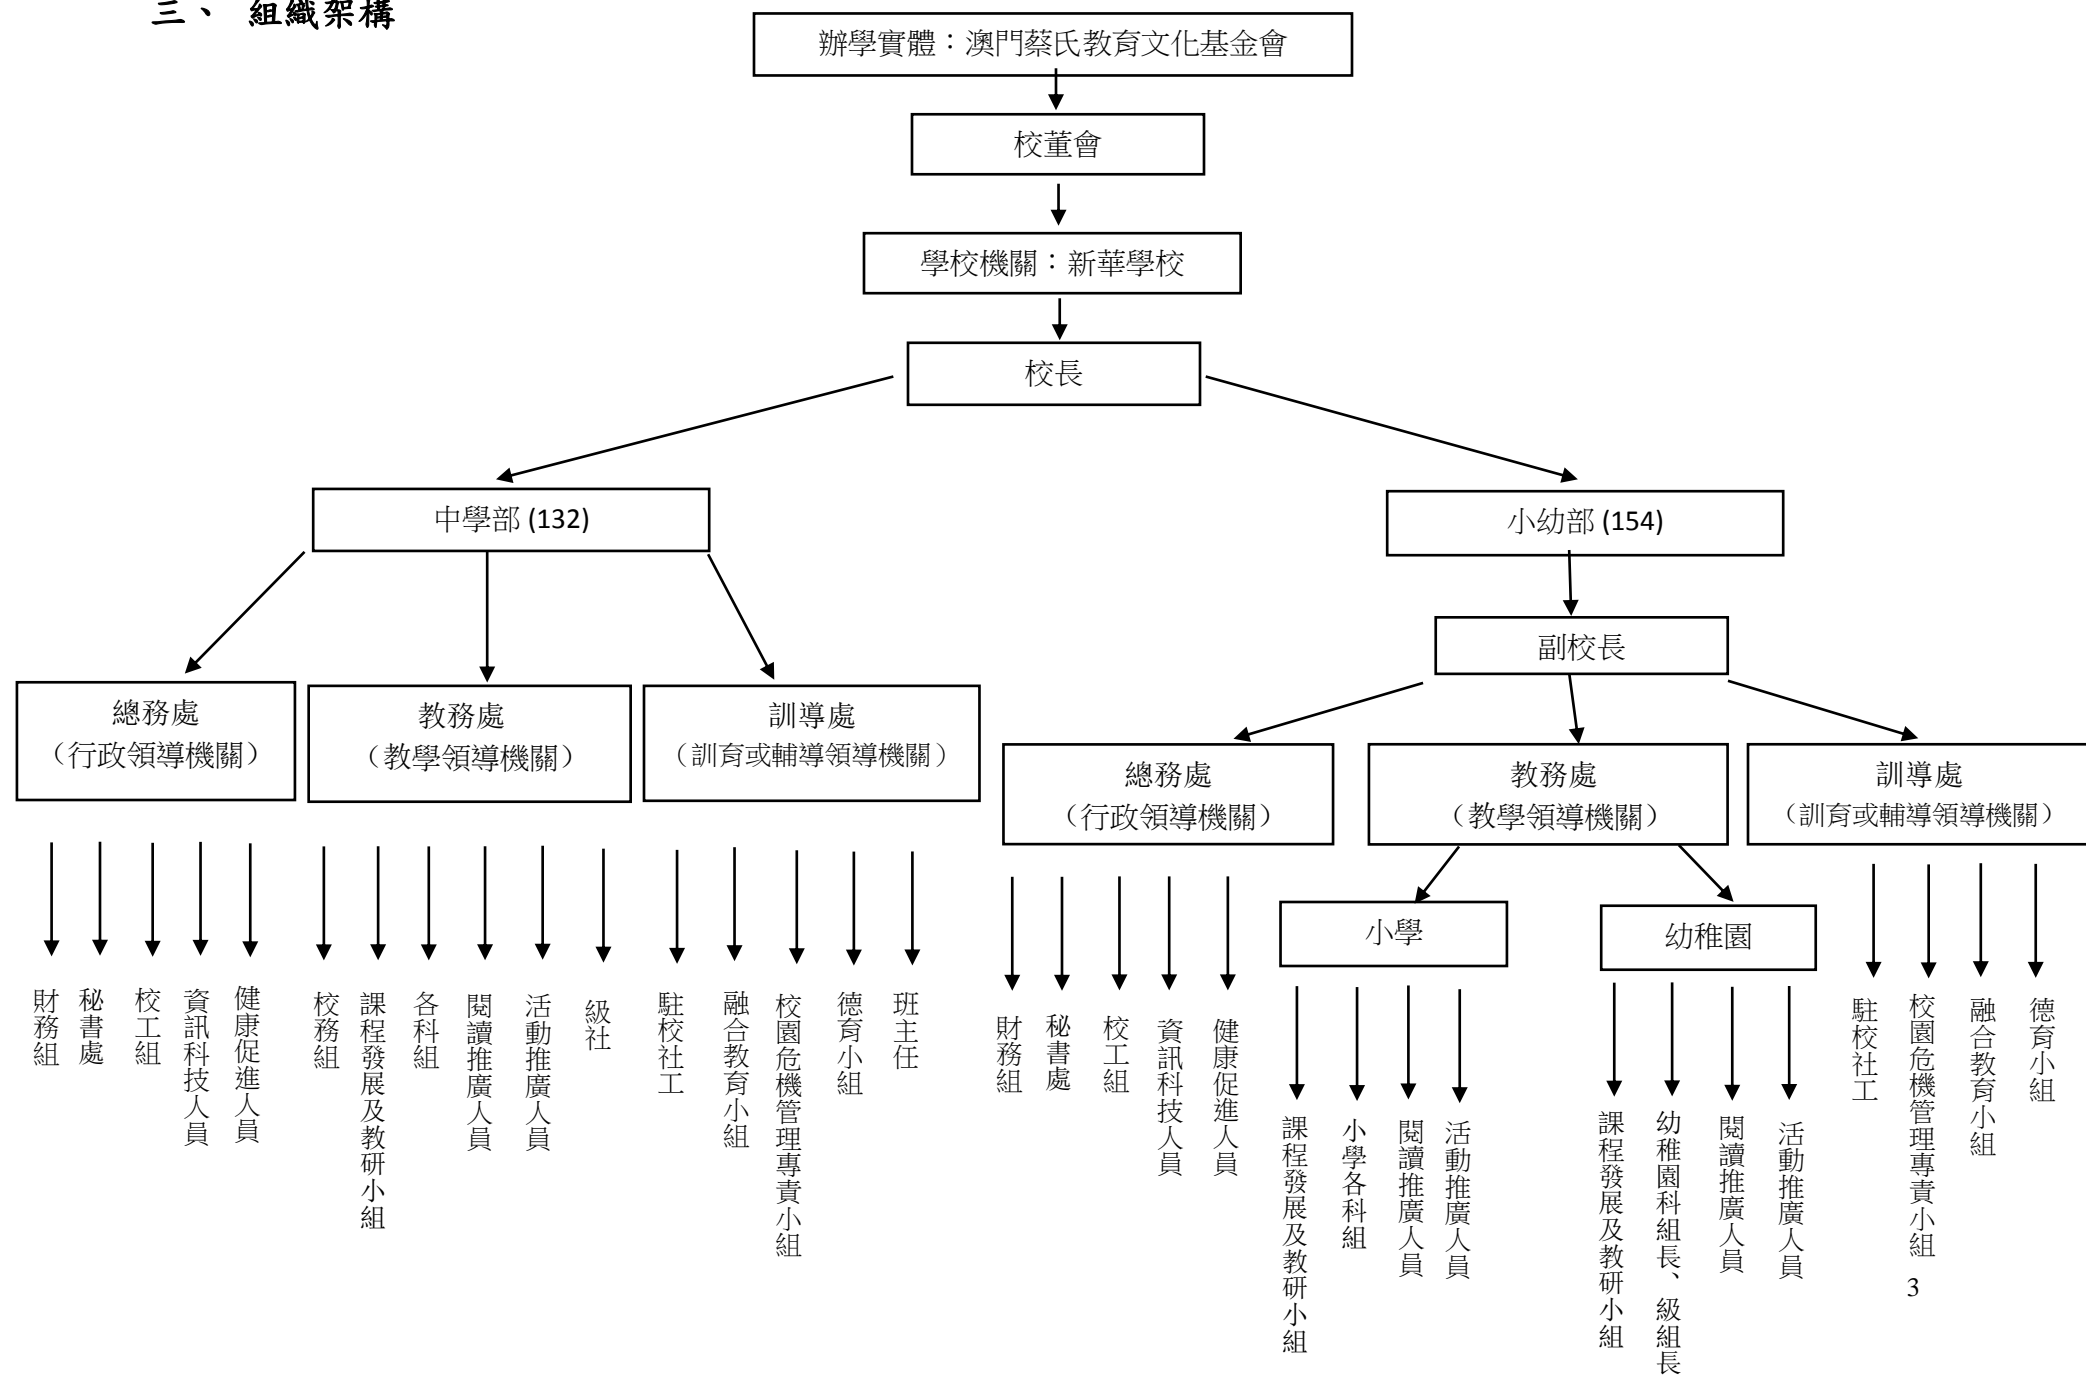 三、 組織架構
辦學實體：澳門蔡氏教育文化基金會
校董會
學校機關：新華學校
校長
中學部 (132)
小幼部 (154)
副校長
總務處
（行政領導機關）
教務處
（教學領導機關）
訓導處
（訓育或輔導領導機關）
總務處
（行政領導機關）
教務處
（教學領導機關）
訓導處
（訓育或輔導領導機關）
小學
幼稚園
財務組
秘書處
校工組
資訊科技人員
健康促進人員
校務組
課程發展及教研小組
各科組
閱讀推廣人員
活動推廣人員
級社
駐校社工
融合教育小組
校園危機管理專責小組
德育小組
班主任
財務組
秘書處
校工組
資訊科技人員
健康促進人員
課程發展及教研小組
小學各科組
閱讀推廣人員
活動推廣人員
課程發展及教研小組
幼稚園科組長、級組長
閱讀推廣人員
活動推廣人員
駐校社工
校園危機管理專責小組
融合教育小組
德育小組
3